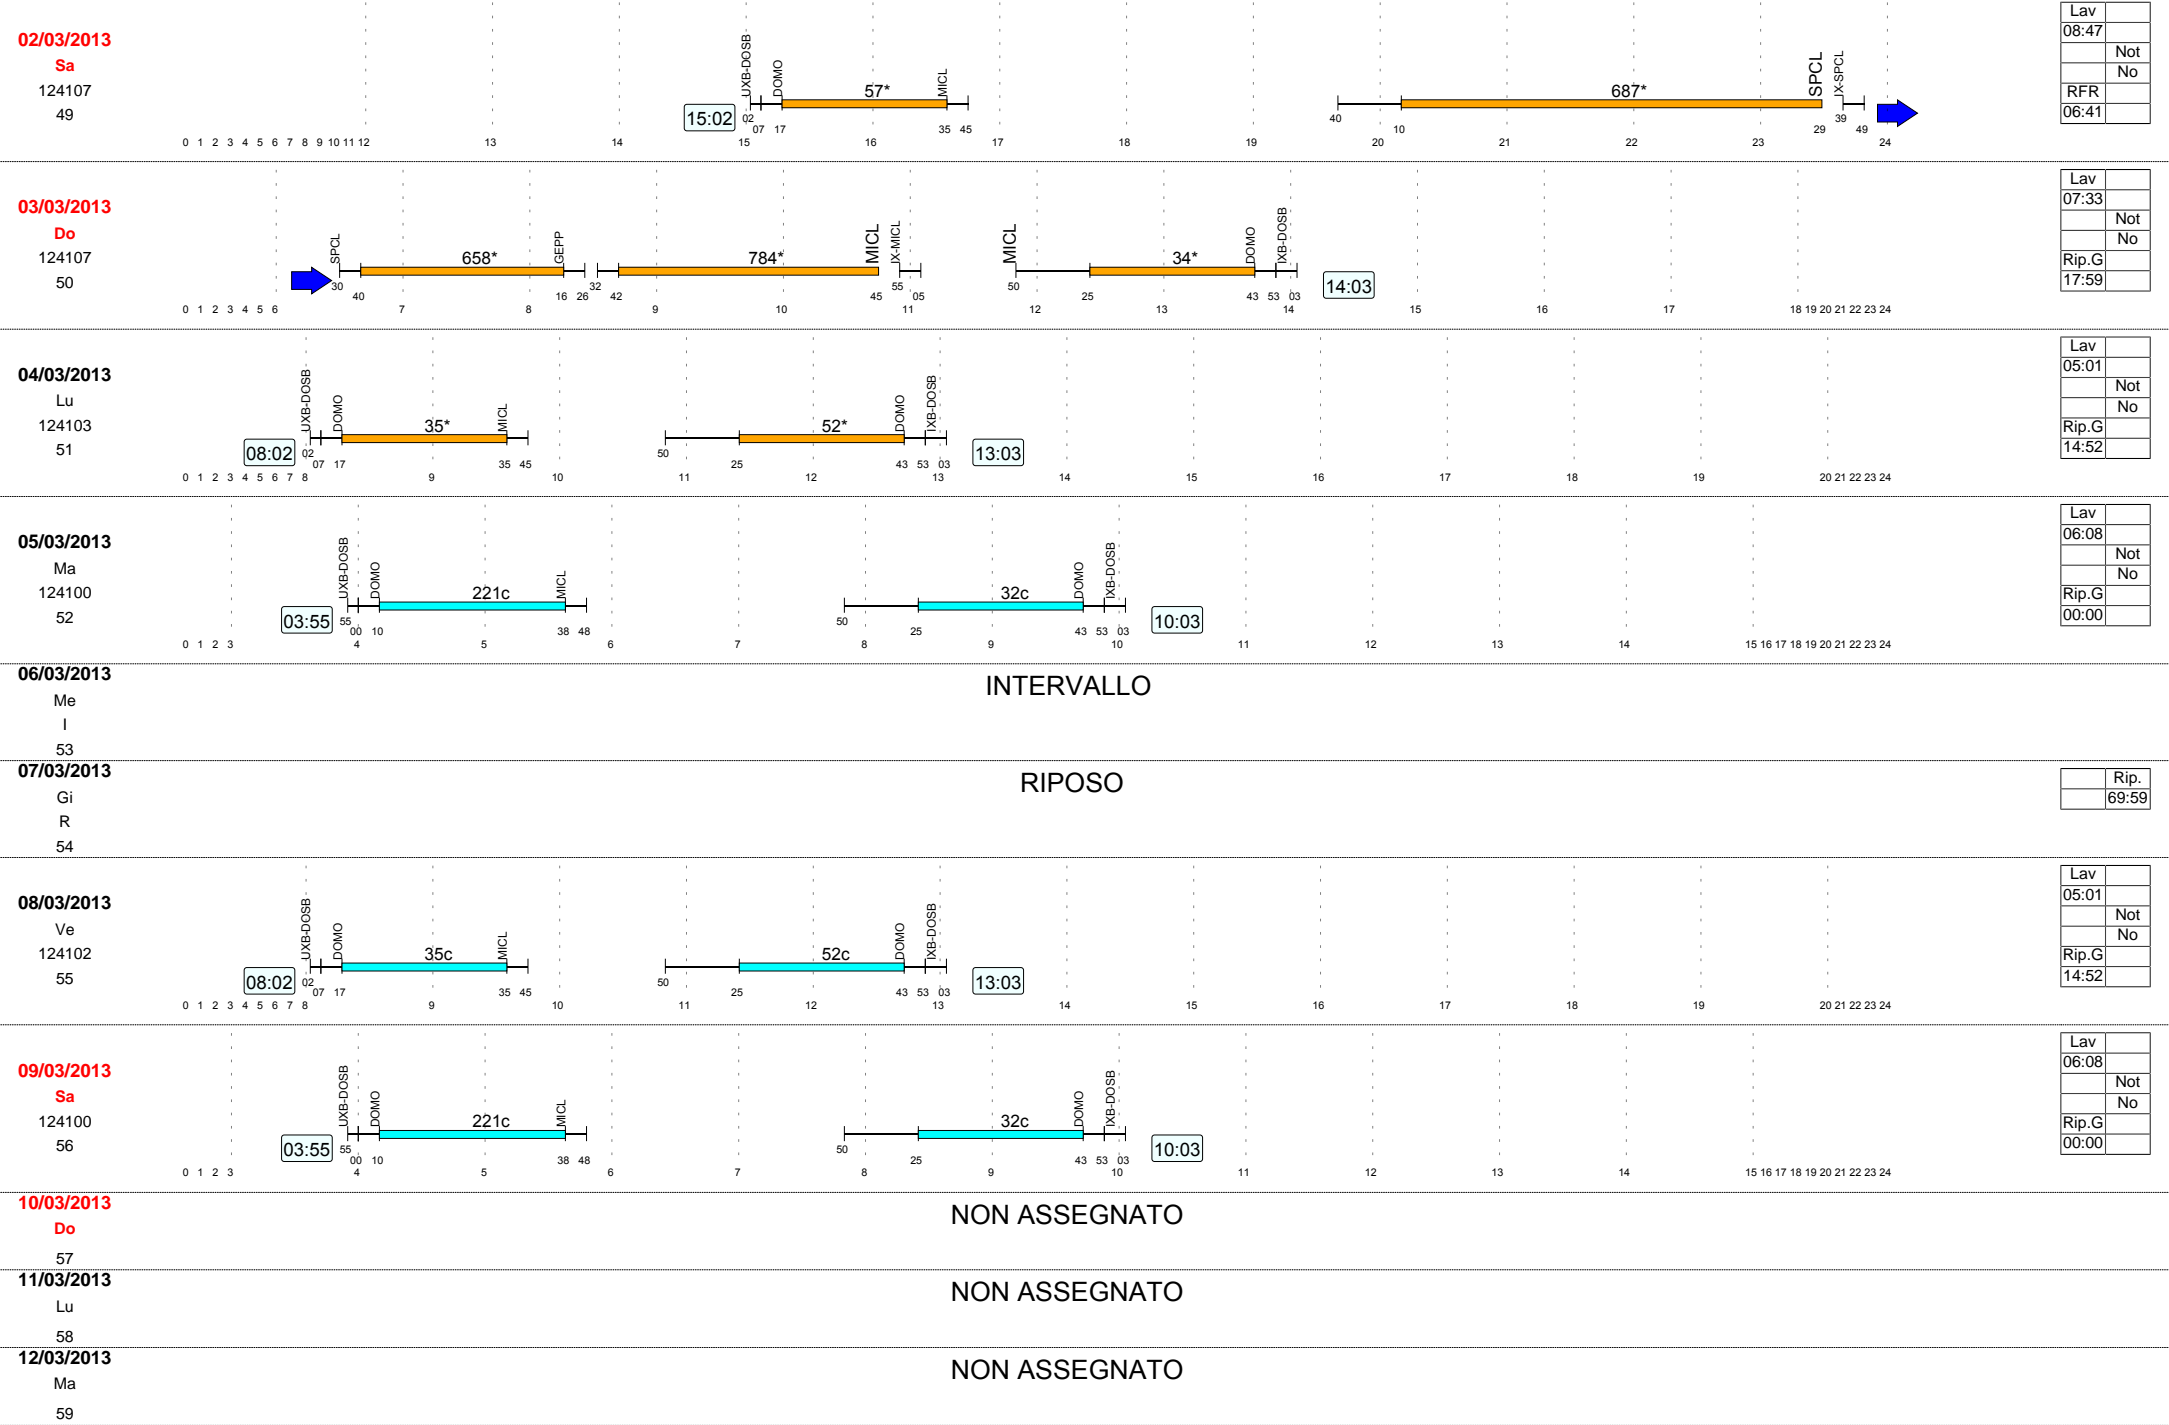 02/03/2013
Sa
124107
49
15:02
UXB-DOSB DOMO 57* MICL 687* SPCL IX-SPCL
02 07 17 35 45 40 10 29 39 49
0 1 2 3 4 5 6 7 8 9 10 11 12 13 14 15 16 17 18 19 20 21 22 23 24
Lav
08:47
Not
No
RFR
06:41
03/03/2013
Do
124107
50
SPCL 658* GEPP 784* MICL IX-MICL MICL 34* DOMO IXB-DOSB
30 40 16 26 32 42 45 55 05 50 25 43 53 03
14:03
0 1 2 3 4 5 6 7 8 9 10 11 12 13 14 15 16 17 18 19 20 21 22 23 24
Lav
07:33
Not
No
Rip.G
17:59
04/03/2013
Lu
124103
51
08:02
UXB-DOSB DOMO 35* MICL 52* DOMO IXB-DOSB
02 07 17 35 45 50 25 43 53 03
13:03
0 1 2 3 4 5 6 7 8 9 10 11 12 13 14 15 16 17 18 19 20 21 22 23 24
Lav
05:01
Not
No
Rip.G
14:52
05/03/2013
Ma
124100
52
03:55
UXB-DOSB DOMO 221c MICL 32c DOMO IXB-DOSB
55 00 10 38 48 50 25 43 53 03
10:03
0 1 2 3 4 5 6 7 8 9 10 11 12 13 14 15 16 17 18 19 20 21 22 23 24
Lav
06:08
Not
No
Rip.G
00:00
06/03/2013
Me
I
53
INTERVALLO
07/03/2013
Gi
R
54
RIPOSO
Rip.
69:59
08/03/2013
Ve
124102
55
08:02
UXB-DOSB DOMO 35c MICL 52c DOMO IXB-DOSB
02 07 17 35 45 50 25 43 53 03
13:03
0 1 2 3 4 5 6 7 8 9 10 11 12 13 14 15 16 17 18 19 20 21 22 23 24
Lav
05:01
Not
No
Rip.G
14:52
09/03/2013
Sa
124100
56
03:55
UXB-DOSB DOMO 221c MICL 32c DOMO IXB-DOSB
55 00 10 38 48 50 25 43 53 03
10:03
0 1 2 3 4 5 6 7 8 9 10 11 12 13 14 15 16 17 18 19 20 21 22 23 24
Lav
06:08
Not
No
Rip.G
00:00
10/03/2013
Do
57
NON ASSEGNATO
11/03/2013
Lu
58
NON ASSEGNATO
12/03/2013
Ma
59
NON ASSEGNATO